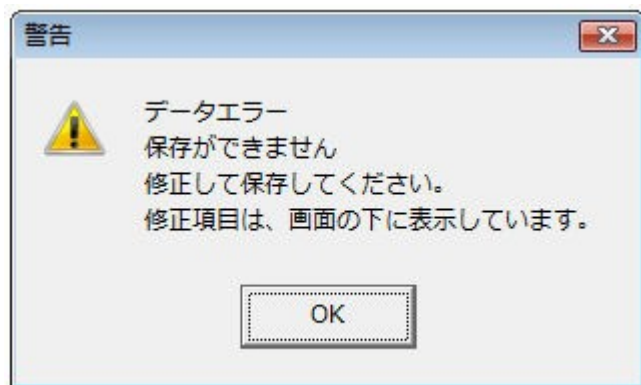 警告
データエラー
保存ができません
修正して保存してください。
修正項目は、画面の下に表示しています。
OK